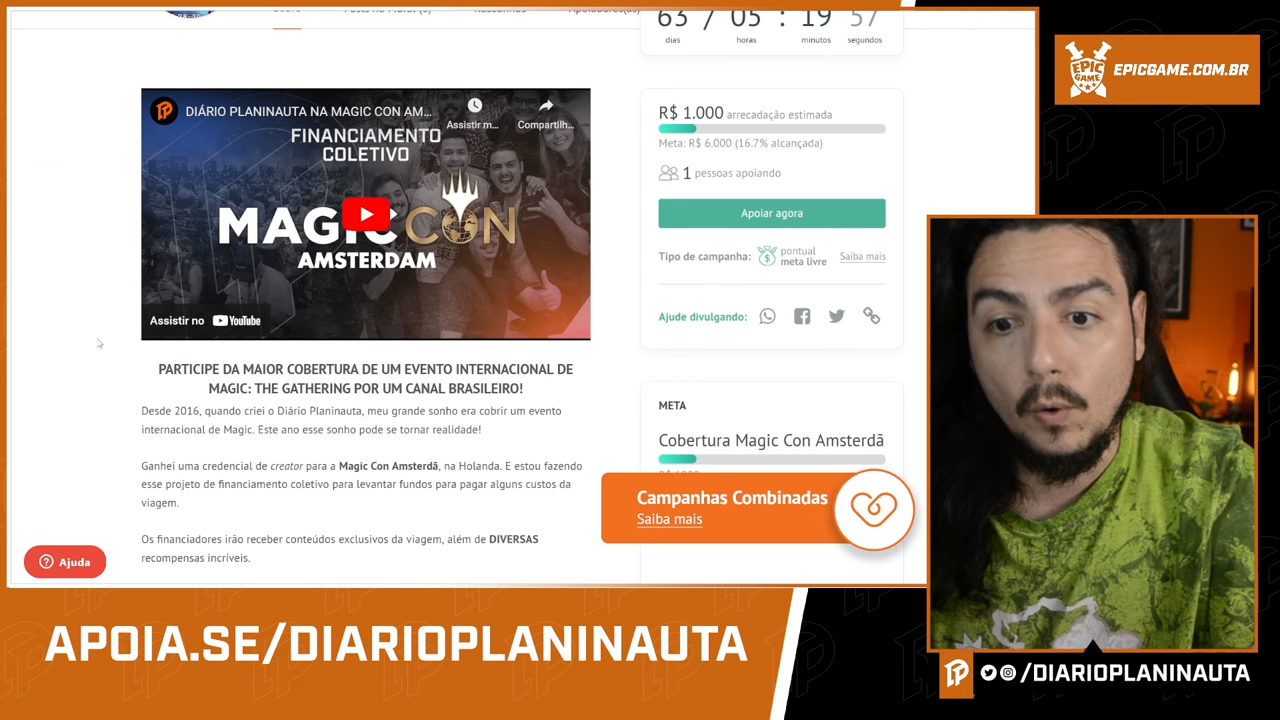 63 / 05 : 19 57
dias horas minutos segundos
DIÁRIO PLANINAUTA NA MAGIC CON AM...
Assistir m...
Compartilh...
FINANCIAMENTO
COLETIVO
MAGIC CON
AMSTERDAM
Assistir no YouTube
PARTICIPE DA MAIOR COBERTURA DE UM EVENTO INTERNACIONAL DE
MAGIC: THE GATHERING POR UM CANAL BRASILEIRO!
Desde 2016, quando criei o Diário Planinauta, meu grande sonho era cobrir um evento
internacional de Magic. Este ano esse sonho pode se tornar realidade!
Ganhei uma credencial de creator para a Magic Con Amsterdã, na Holanda. E estou fazendo
esse projeto de financiamento coletivo para levantar fundos para pagar alguns custos da
viagem.
Os financiadores irão receber conteúdos exclusivos da viagem, além de DIVERSAS
recompensas incríveis.
Ajuda
R$ 1.000 arrecadação estimada
Meta: R$ 6.000 (16.7% alcançada)
1 pessoas apoiando
Apoiar agora
Tipo de campanha:
pontual
meta livre
Saiba mais
Ajude divulgando:
META
Cobertura Magic Con Amsterdã
Campanhas Combinadas
Saiba mais
EPIC
GAME
EPICGAME.COM.BR
APOIA.SE/DIARIOPLANINAUTA
/DIARIOPLANINAUTA